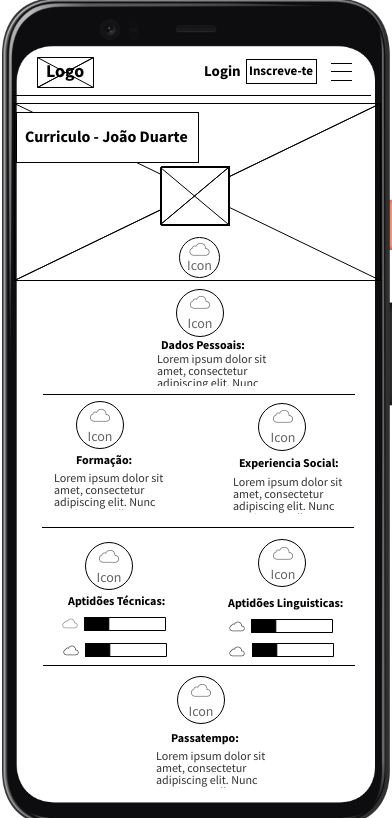 Logo
Login
Inscreve-te
Curriculo - João Duarte
Icon
Icon
Dados Pessoais:
Lorem ipsum dolor sit
amet, consectetur
adipiscing elit. Nunc
Icon
Icon
Formação:
Experiencia Social:
Lorem ipsum dolor sit
amet, consectetur
adipiscing elit. Nunc
Lorem ipsum dolor sit
amet, consectetur
adipiscing elit. Nunc
Icon
Icon
Aptidões Técnicas:
Aptidões Linguisticas:
Icon
Passatempo:
Lorem ipsum dolor sit
amet, consectetur
adipiscing elit. Nunc